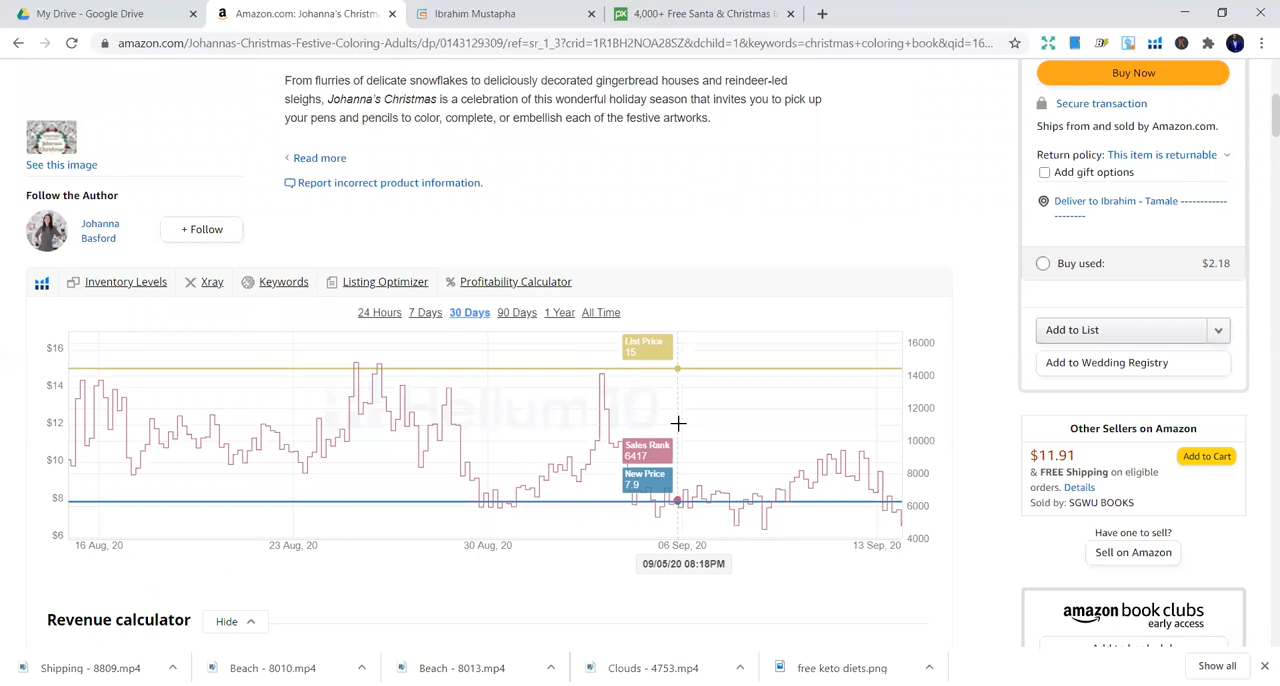 My Drive - Google Drive
Amazon.com: Johanna's Christm
Ibrahim Mustapha
4,000+ Free Santa & Christmas
amazon.com/Johannas-Christmas-Festive-Coloring-Adults/dp/0143129309/ref=sr_1_3?crid=1R1BH2NOA28SZ&dchild=1&keywords=christmas+coloring+book&qid=16...
From flurries of delicate snowflakes to deliciously decorated gingerbread houses and reindeer-led
sleighs, Johanna's Christmas is a celebration of this wonderful holiday season that invites you to pick up
your pens and pencils to color, complete, or embellish each of the festive artworks.
Read more
Report incorrect product information.
See this image
Follow the Author
Johanna
Basford
+ Follow
Inventory Levels
Xray
Keywords
Listing Optimizer
Profitability Calculator
24 Hours 7 Days 30 Days 90 Days 1 Year All Time
$16
$14
$12
$10
$8
$6
16000
14000
12000
10000
8000
6000
4000
Helium 10
List Price
15
Sales Rank
6417
New Price
7.9
16 Aug, 20
23 Aug, 20
30 Aug, 20
06 Sep, 20
13 Sep, 20
09/05/20 08:18PM
Revenue calculator
Hide
Buy Now
Secure transaction
Ships from and sold by Amazon.com.
Return policy: This item is returnable
Add gift options
Deliver to Ibrahim - Tamale ------------
--------
Buy used:
$2.18
Add to List
Add to Wedding Registry
Other Sellers on Amazon
$11.91
Add to Cart
& FREE Shipping on eligible
orders. Details
Sold by: SGWU BOOKS
Have one to sell?
Sell on Amazon
amazon book clubs
early access
Shipping - 8809.mp4
Beach - 8010.mp4
Beach - 8013.mp4
Clouds - 4753.mp4
free keto diets.png
Show all